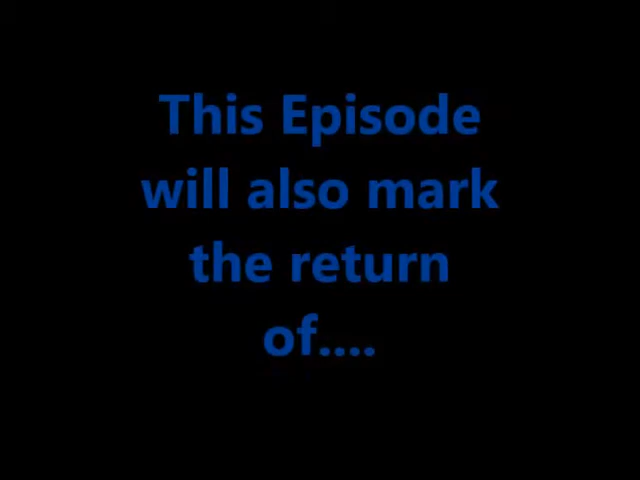 This Episode
will also mark
the return
of....